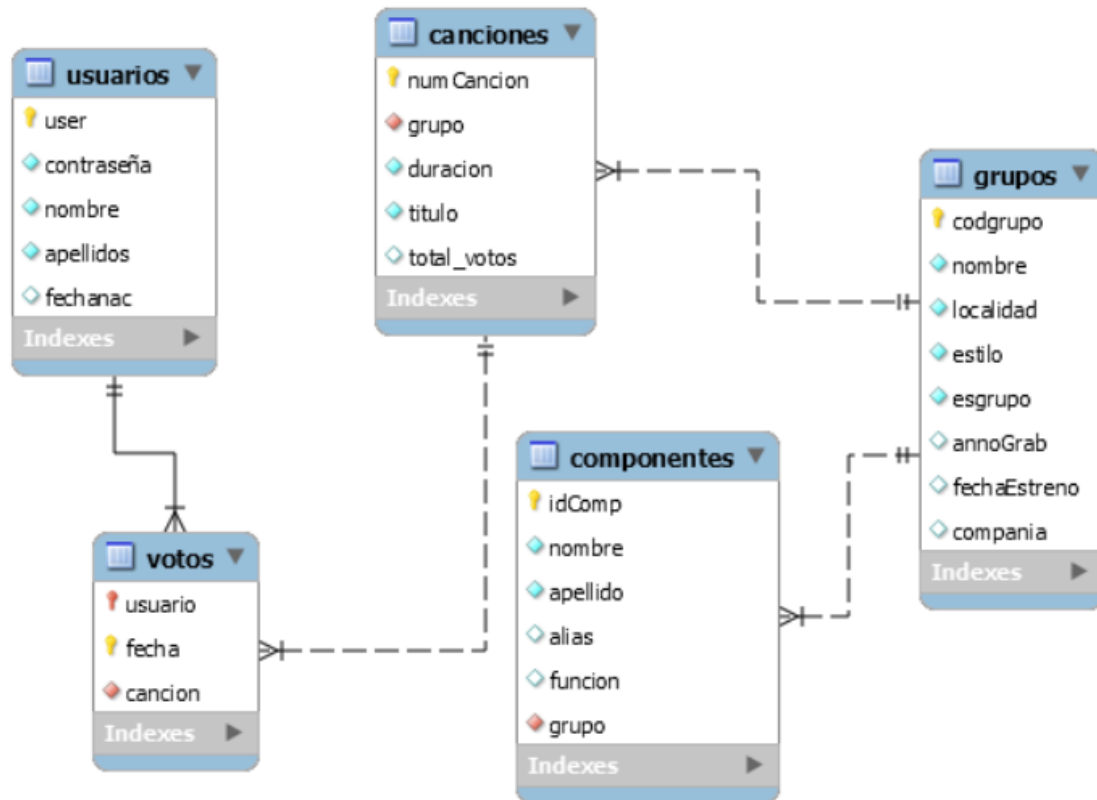 usuarios
user
contraseña
nombre
apellidos
fechanac
Indexes
canciones
numCancion
grupo
duracion
titulo
total_votos
Indexes
grupos
codgrupo
nombre
localidad
estilo
esgrupo
annoGrab
fechaEstreno
compania
Indexes
componentes
idComp
nombre
apellido
alias
funcion
grupo
Indexes
votos
usuario
fecha
cancion
Indexes